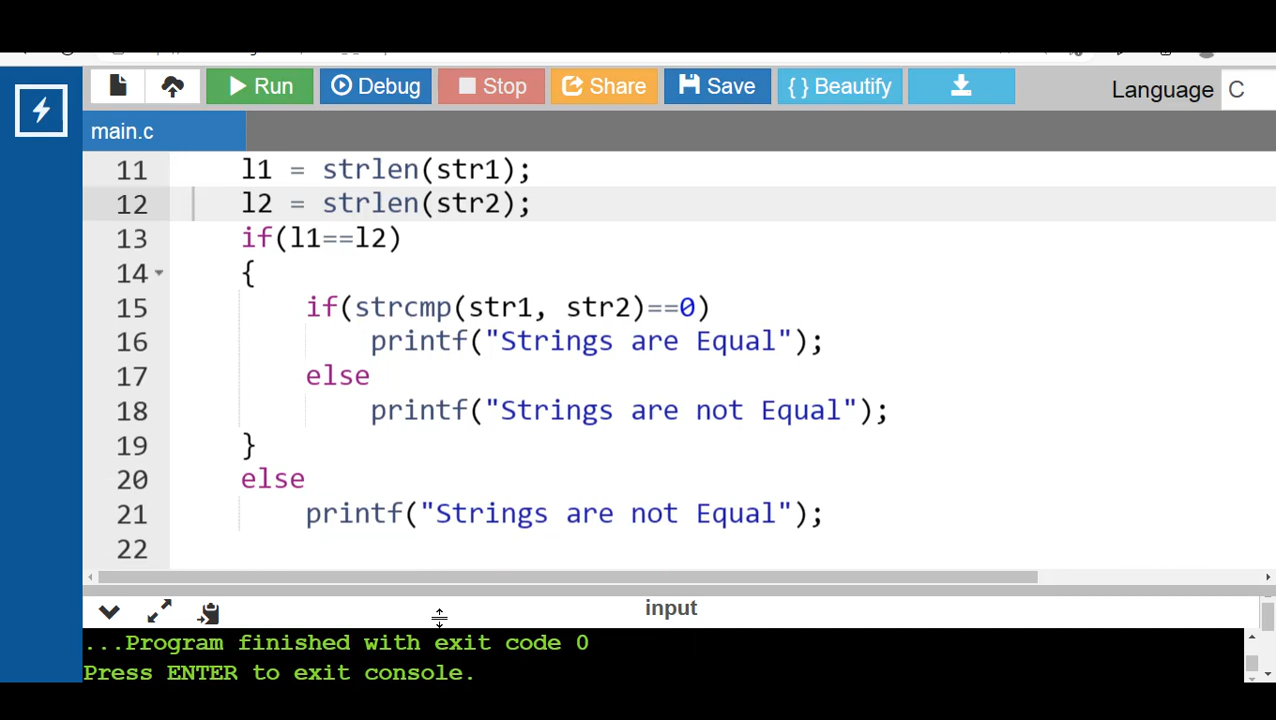 Run Debug Stop Share Save { } Beautify Language C
main.c
11 l1 = strlen(str1);
12 l2 = strlen(str2);
13 if(l1==l2)
14 {
15 if(strcmp(str1, str2)==0)
16 printf("Strings are Equal");
17 else
18 printf("Strings are not Equal");
19 }
20 else
21 printf("Strings are not Equal");
22
input
...Program finished with exit code 0
Press ENTER to exit console.